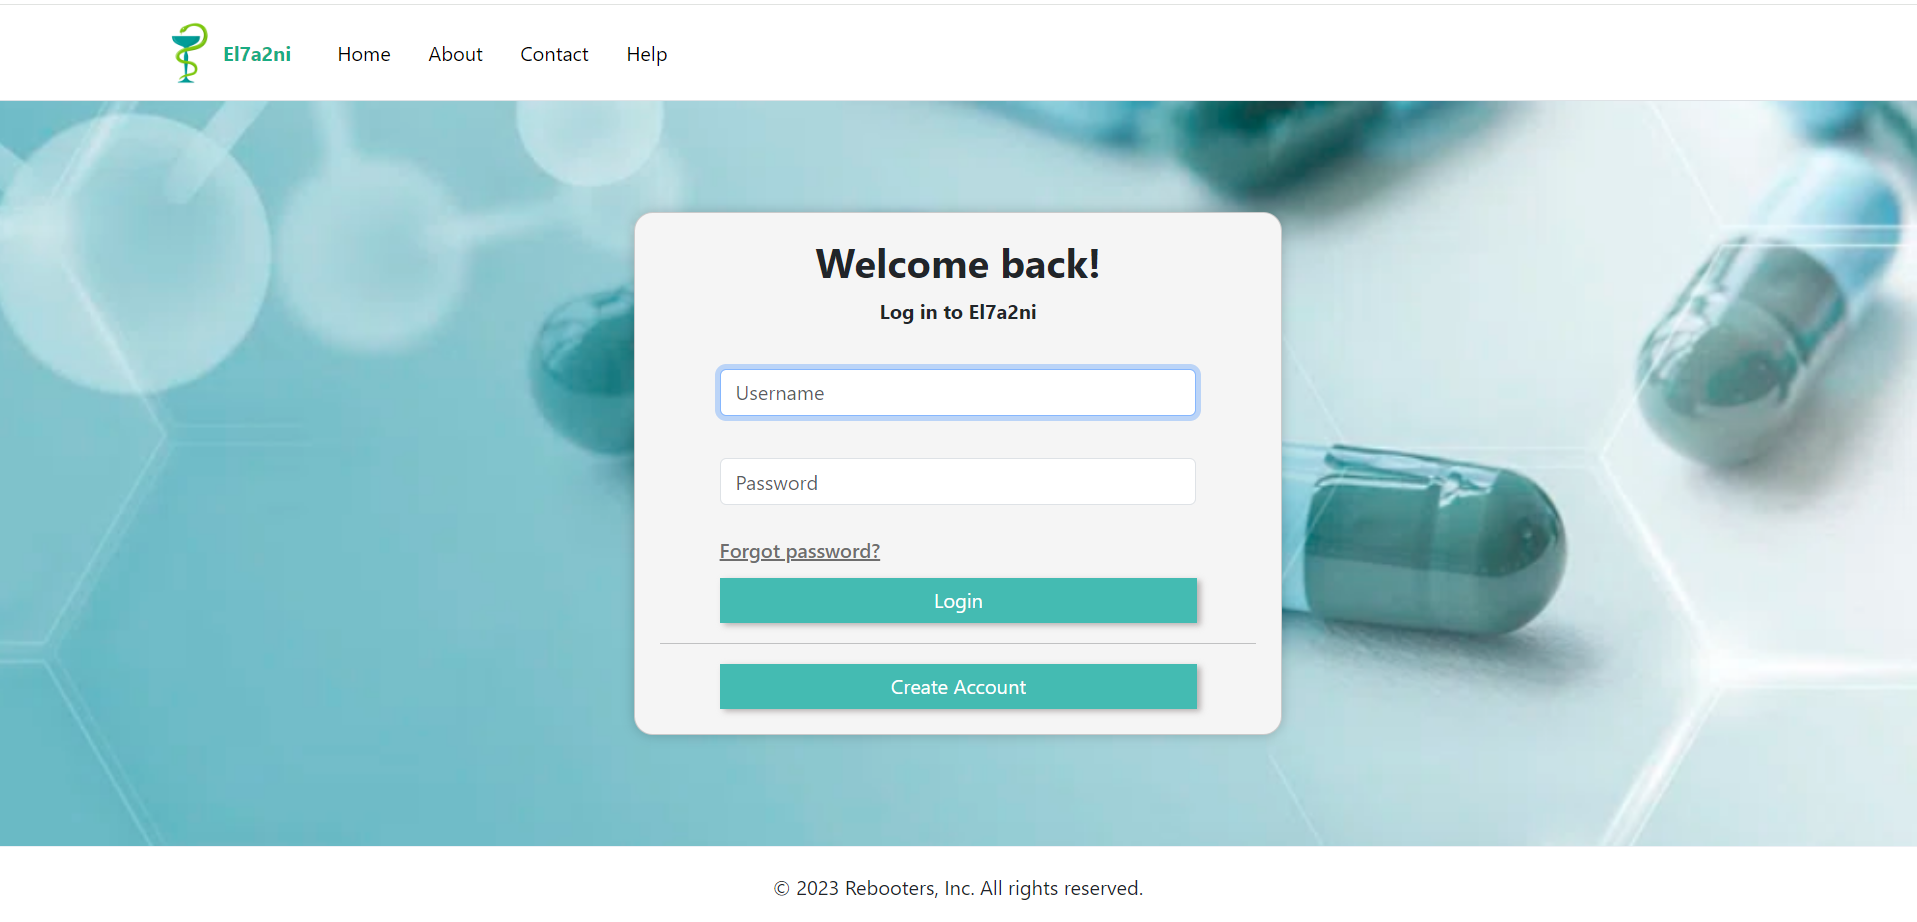 El7a2ni Home About Contact Help
Welcome back!
Log in to El7a2ni
Username
Password
Forgot password?
Login
Create Account
© 2023 Rebooters, Inc. All rights reserved.